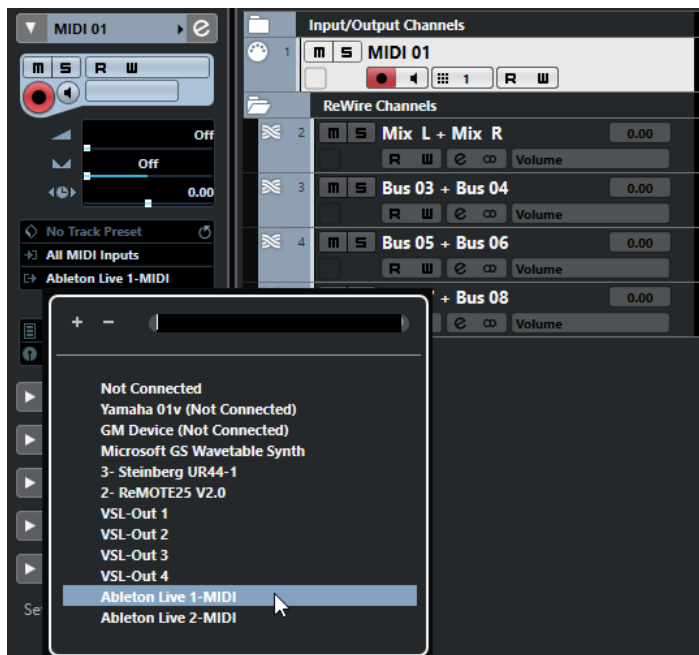 MIDI 01
m S R W
Off
Off
0.00
No Track Preset
All MIDI Inputs
Ableton Live 1-MIDI
Input/Output Channels
1 m S MIDI 01
1 R W
ReWire Channels
2 m S Mix L + Mix R 0.00
R W e Volume
3 m S Bus 03 + Bus 04 0.00
R W e Volume
4 m S Bus 05 + Bus 06 0.00
R W e Volume
+ Bus 08 0.00
e Volume
+ −
Not Connected
Yamaha 01v (Not Connected)
GM Device (Not Connected)
Microsoft GS Wavetable Synth
3- Steinberg UR44-1
2- ReMOTE25 V2.0
VSL-Out 1
VSL-Out 2
VSL-Out 3
VSL-Out 4
Ableton Live 1-MIDI
Ableton Live 2-MIDI